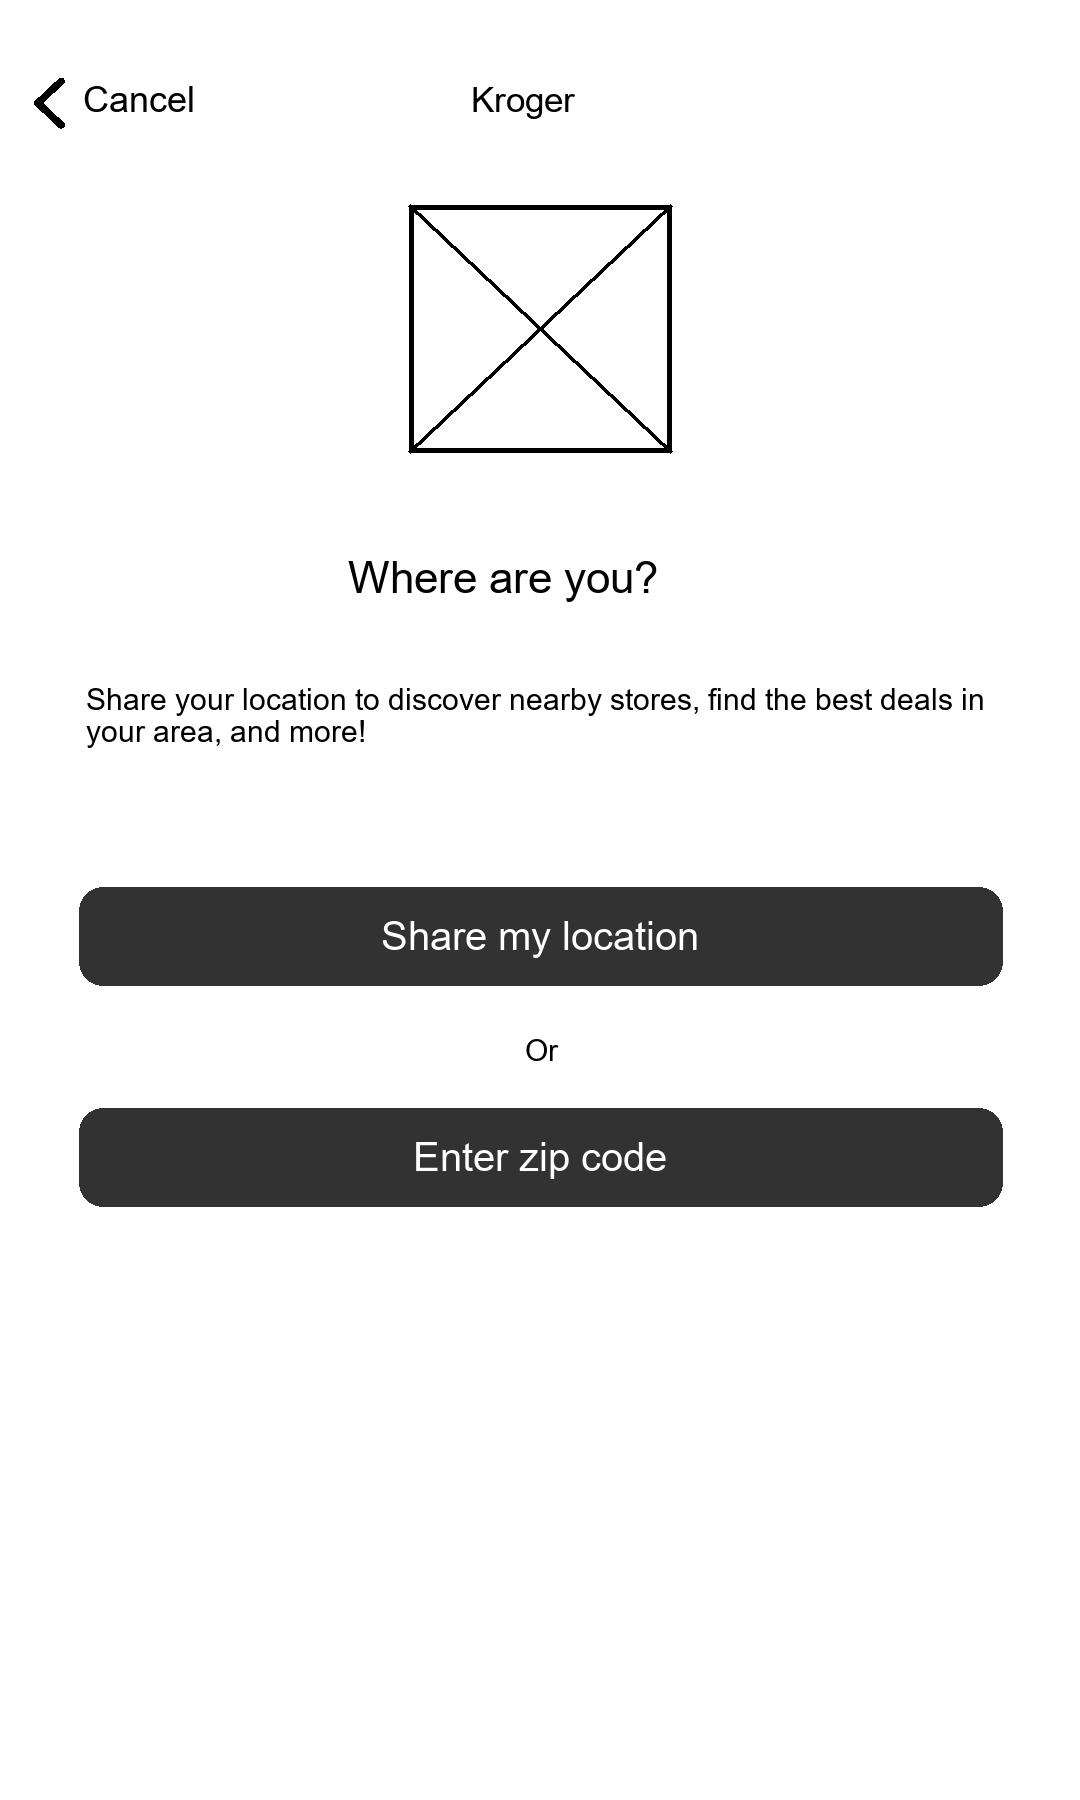 Cancel
Kroger
Where are you?
Share your location to discover nearby stores, find the best deals in
your area, and more!
Share my location
Or
Enter zip code